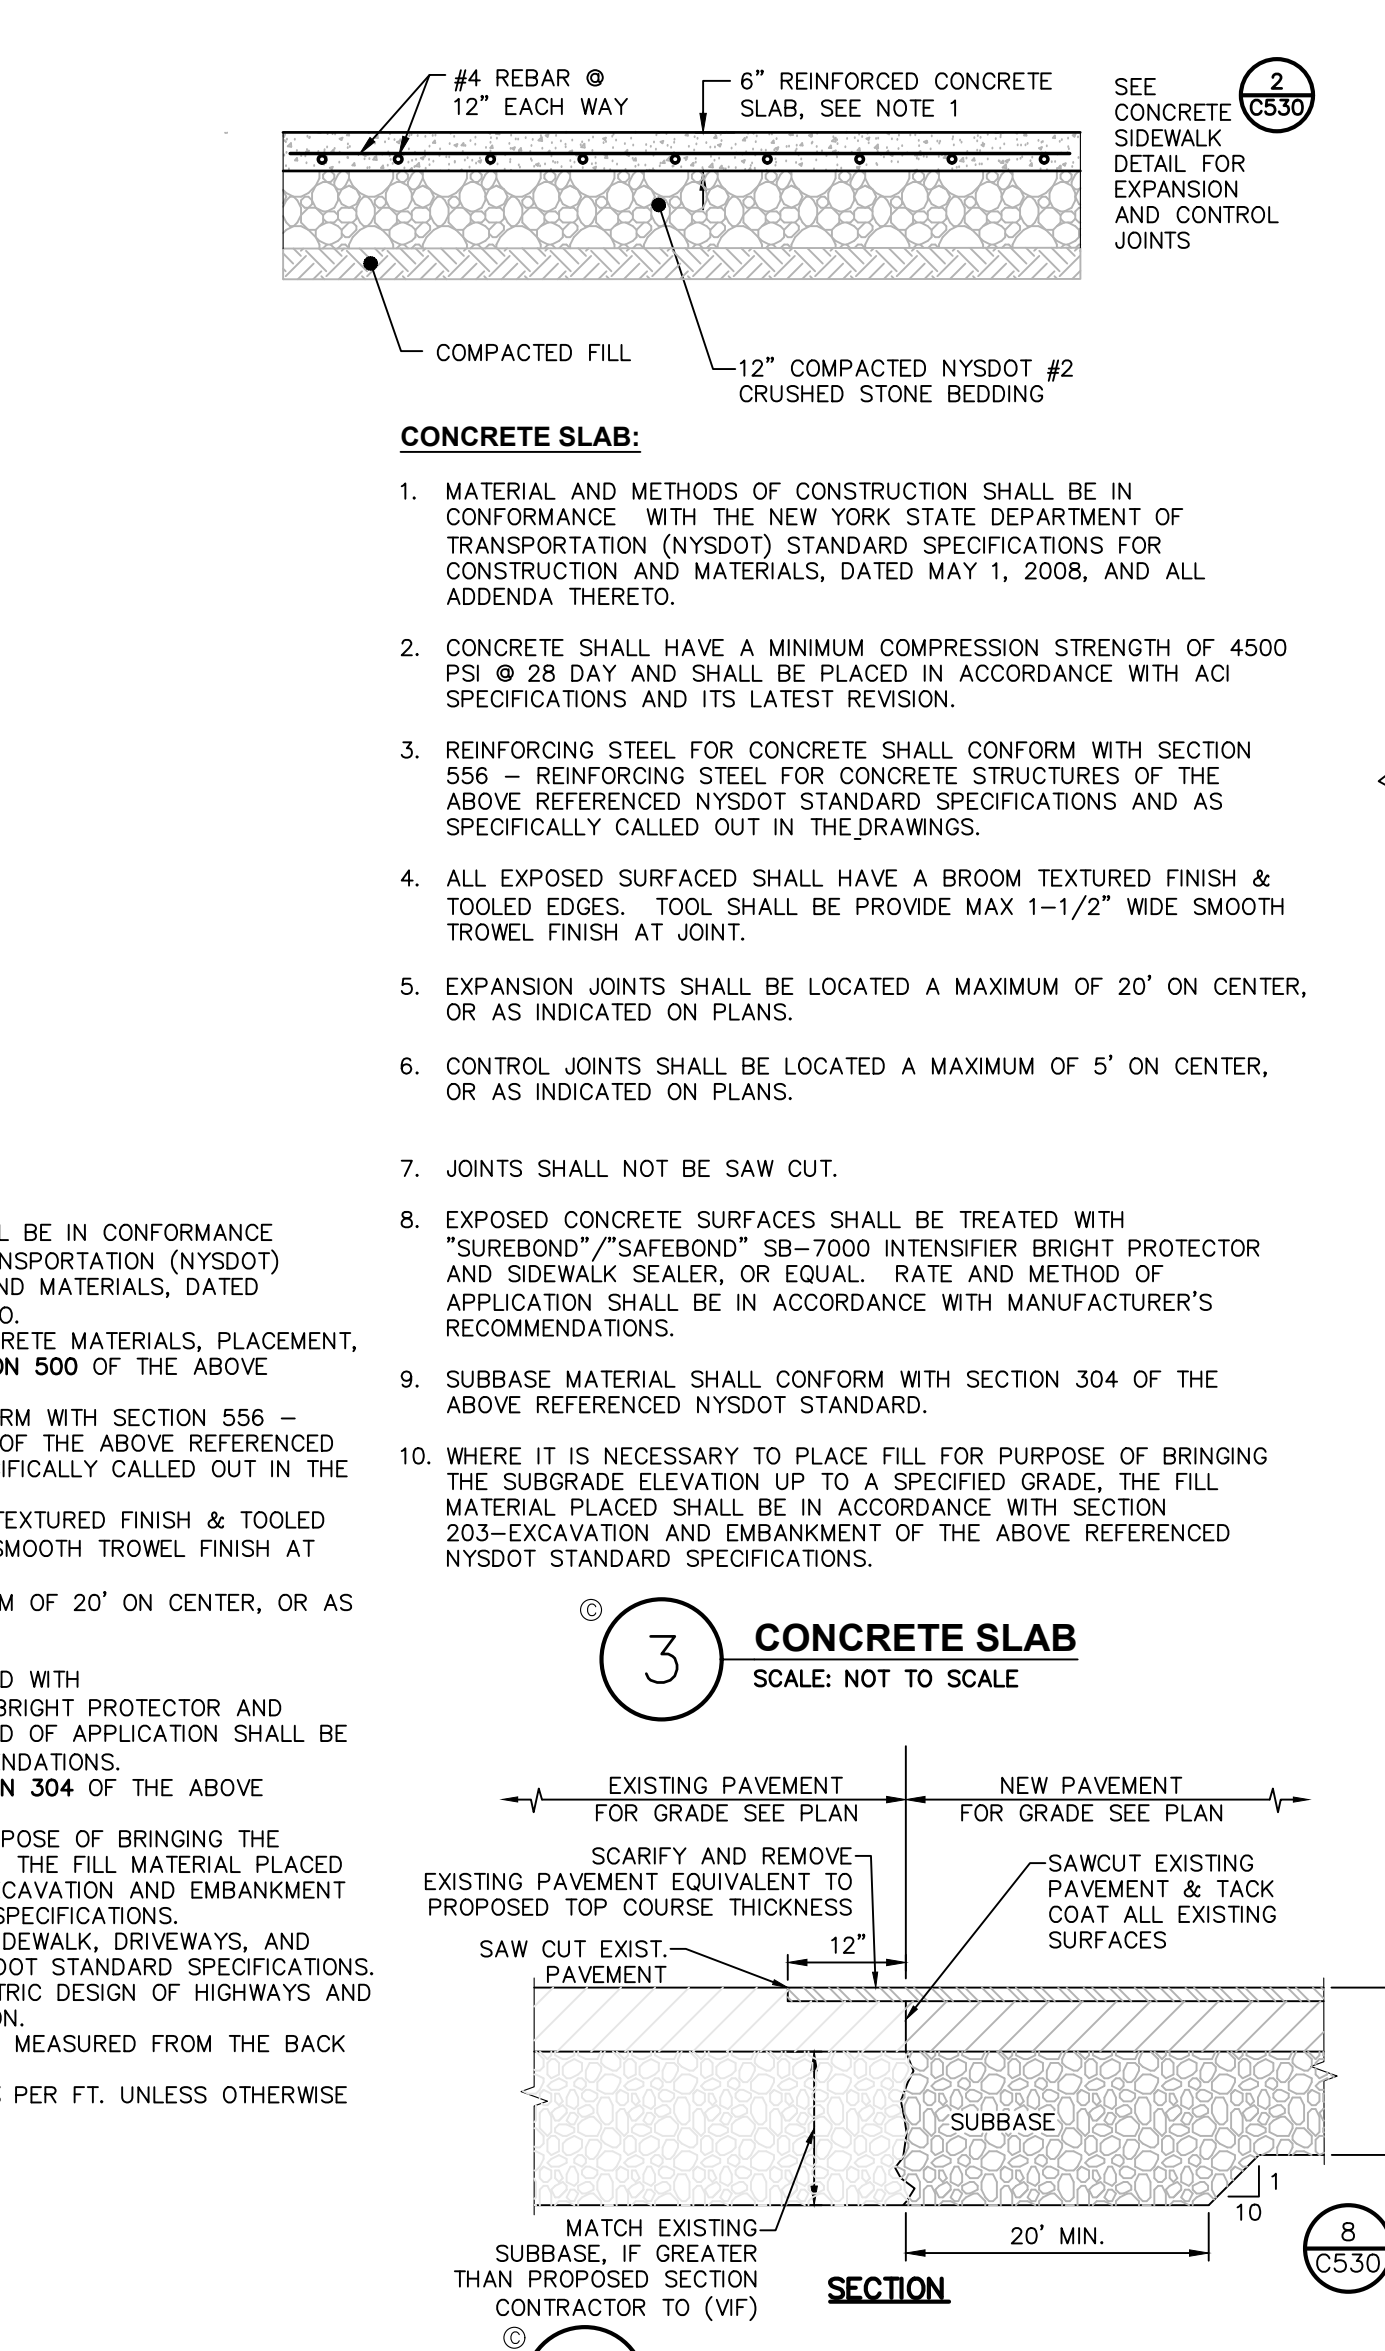 #4 REBAR @
12" EACH WAY
6" REINFORCED CONCRETE
SLAB, SEE NOTE 1
SEE
CONCRETE
SIDEWALK
DETAIL FOR
EXPANSION
AND CONTROL
JOINTS
2
C530
COMPACTED FILL
12" COMPACTED NYSDOT #2
CRUSHED STONE BEDDING
CONCRETE SLAB:
1. MATERIAL AND METHODS OF CONSTRUCTION SHALL BE IN
CONFORMANCE WITH THE NEW YORK STATE DEPARTMENT OF
TRANSPORTATION (NYSDOT) STANDARD SPECIFICATIONS FOR
CONSTRUCTION AND MATERIALS, DATED MAY 1, 2008, AND ALL
ADDENDA THERETO.
2. CONCRETE SHALL HAVE A MINIMUM COMPRESSION STRENGTH OF 4500
PSI @ 28 DAY AND SHALL BE PLACED IN ACCORDANCE WITH ACI
SPECIFICATIONS AND ITS LATEST REVISION.
3. REINFORCING STEEL FOR CONCRETE SHALL CONFORM WITH SECTION
556 – REINFORCING STEEL FOR CONCRETE STRUCTURES OF THE
ABOVE REFERENCED NYSDOT STANDARD SPECIFICATIONS AND AS
SPECIFICALLY CALLED OUT IN THE DRAWINGS.
4. ALL EXPOSED SURFACED SHALL HAVE A BROOM TEXTURED FINISH &
TOOLED EDGES. TOOL SHALL BE PROVIDE MAX 1–1/2" WIDE SMOOTH
TROWEL FINISH AT JOINT.
5. EXPANSION JOINTS SHALL BE LOCATED A MAXIMUM OF 20' ON CENTER,
OR AS INDICATED ON PLANS.
6. CONTROL JOINTS SHALL BE LOCATED A MAXIMUM OF 5' ON CENTER,
OR AS INDICATED ON PLANS.
7. JOINTS SHALL NOT BE SAW CUT.
8. EXPOSED CONCRETE SURFACES SHALL BE TREATED WITH
"SUREBOND"/"SAFEBOND" SB–7000 INTENSIFIER BRIGHT PROTECTOR
AND SIDEWALK SEALER, OR EQUAL. RATE AND METHOD OF
APPLICATION SHALL BE IN ACCORDANCE WITH MANUFACTURER'S
RECOMMENDATIONS.
9. SUBBASE MATERIAL SHALL CONFORM WITH SECTION 304 OF THE
ABOVE REFERENCED NYSDOT STANDARD.
10. WHERE IT IS NECESSARY TO PLACE FILL FOR PURPOSE OF BRINGING
THE SUBGRADE ELEVATION UP TO A SPECIFIED GRADE, THE FILL
MATERIAL PLACED SHALL BE IN ACCORDANCE WITH SECTION
203–EXCAVATION AND EMBANKMENT OF THE ABOVE REFERENCED
NYSDOT STANDARD SPECIFICATIONS.
L BE IN CONFORMANCE
NSPORTATION (NYSDOT)
ND MATERIALS, DATED
O.
RETE MATERIALS, PLACEMENT,
ON 500 OF THE ABOVE
RM WITH SECTION 556 –
OF THE ABOVE REFERENCED
IFICALLY CALLED OUT IN THE
TEXTURED FINISH & TOOLED
SMOOTH TROWEL FINISH AT
M OF 20' ON CENTER, OR AS
D WITH
BRIGHT PROTECTOR AND
D OF APPLICATION SHALL BE
NDATIONS.
N 304 OF THE ABOVE
POSE OF BRINGING THE
THE FILL MATERIAL PLACED
CAVATION AND EMBANKMENT
SPECIFICATIONS.
DEWALK, DRIVEWAYS, AND
DOT STANDARD SPECIFICATIONS.
TRIC DESIGN OF HIGHWAYS AND
ON.
MEASURED FROM THE BACK
PER FT. UNLESS OTHERWISE
©
3
CONCRETE SLAB
SCALE: NOT TO SCALE
EXISTING PAVEMENT
FOR GRADE SEE PLAN
NEW PAVEMENT
FOR GRADE SEE PLAN
SCARIFY AND REMOVE
EXISTING PAVEMENT EQUIVALENT TO
PROPOSED TOP COURSE THICKNESS
SAWCUT EXISTING
PAVEMENT & TACK
COAT ALL EXISTING
SURFACES
SAW CUT EXIST.
PAVEMENT
12"
SUBBASE
1
10
20' MIN.
MATCH EXISTING
SUBBASE, IF GREATER
THAN PROPOSED SECTION
CONTRACTOR TO (VIF)
SECTION
8
C530
©